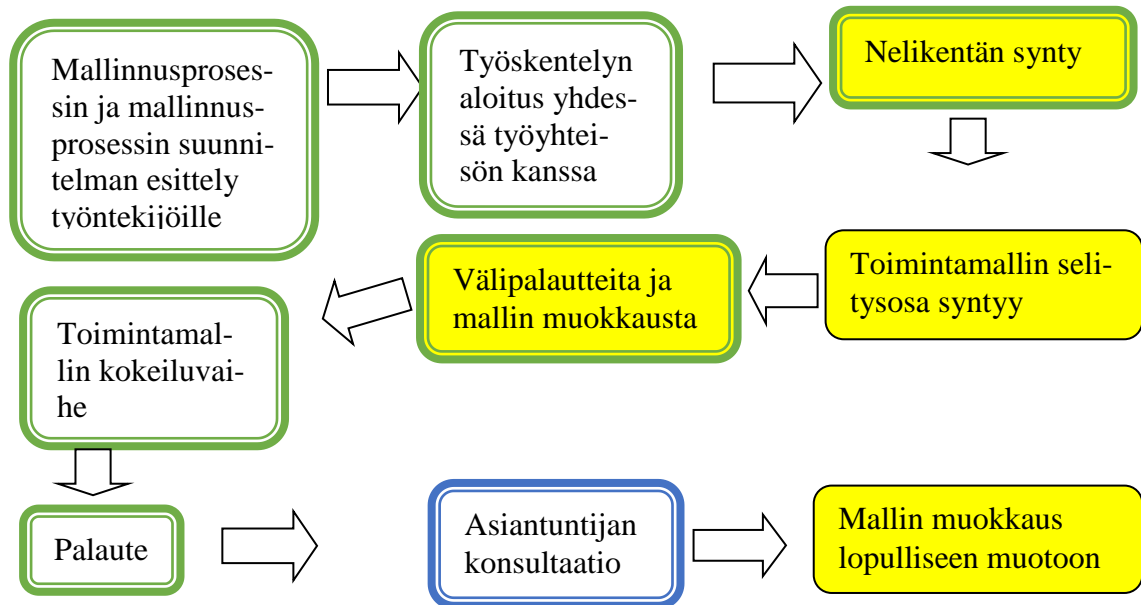 Mallinnusproses-
sin ja mallinnus-
prosessin suunni-
telman esittely
työntekijöille
Työskentelyn
aloitus yhdes-
sä työyhtei-
sön kanssa
Nelikentän synty
Toimintamallin seli-
tysosa syntyy
Välipalautteita ja
mallin muokkausta
Toimintamal-
lin kokeiluvai-
he
Palaute
Asiantuntijan
konsultaatio
Mallin muokkaus
lopulliseen muotoon